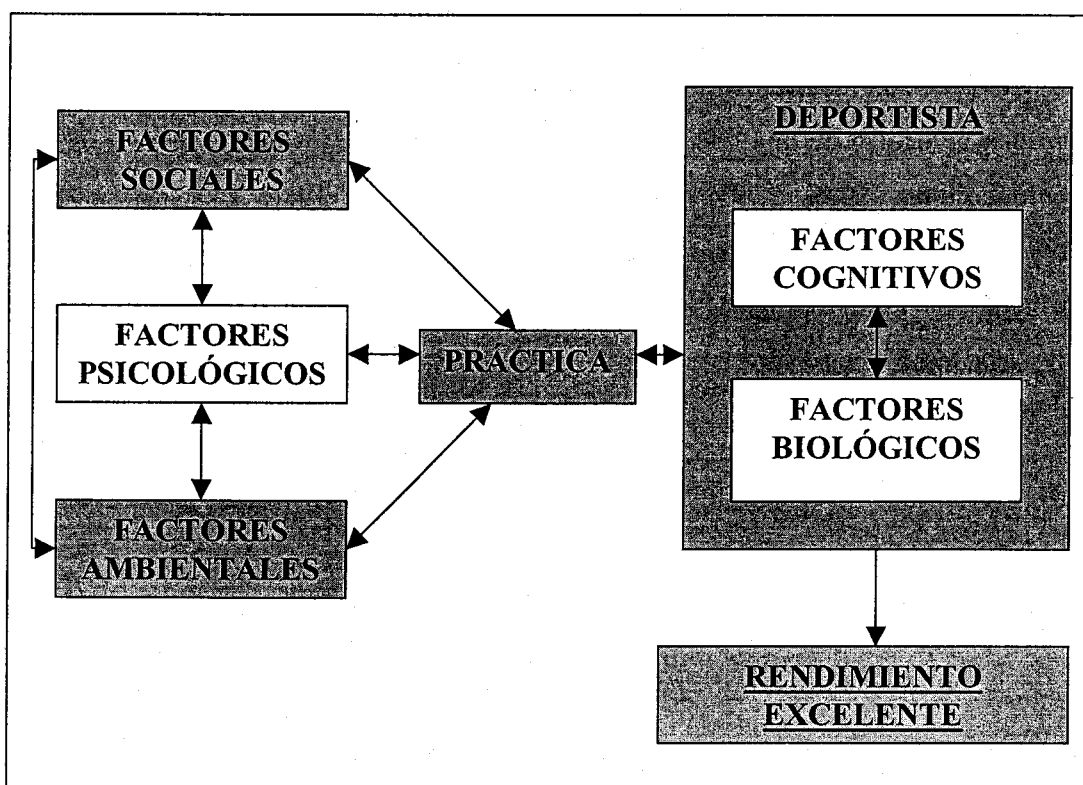 FACTORES
SOCIALES
FACTORES
PSICOLÓGICOS
FACTORES
AMBIENTALES
PRÁCTICA
DEPORTISTA
FACTORES
COGNITIVOS
FACTORES
BIOLÓGICOS
RENDIMIENTO
EXCELENTE